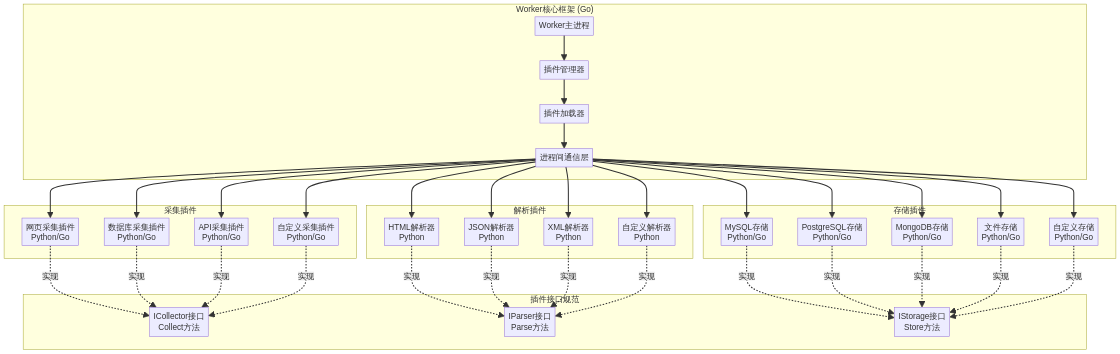 Worker核心框架 (Go)
Worker主进程
插件管理器
插件加载器
进程间通信层
采集插件
网页采集插件
Python/Go
数据库采集插件
Python/Go
API采集插件
Python/Go
自定义采集插件
Python/Go
解析插件
HTML解析器
Python
JSON解析器
Python
XML解析器
Python
自定义解析器
Python
存储插件
MySQL存储
Python/Go
PostgreSQL存储
Python/Go
MongoDB存储
Python/Go
文件存储
Python/Go
自定义存储
Python/Go
实现
实现
实现
实现
实现
实现
实现
实现
实现
实现
实现
实现
实现
插件接口规范
ICollector接口
Collect方法
IParser接口
Parse方法
IStorage接口
Store方法